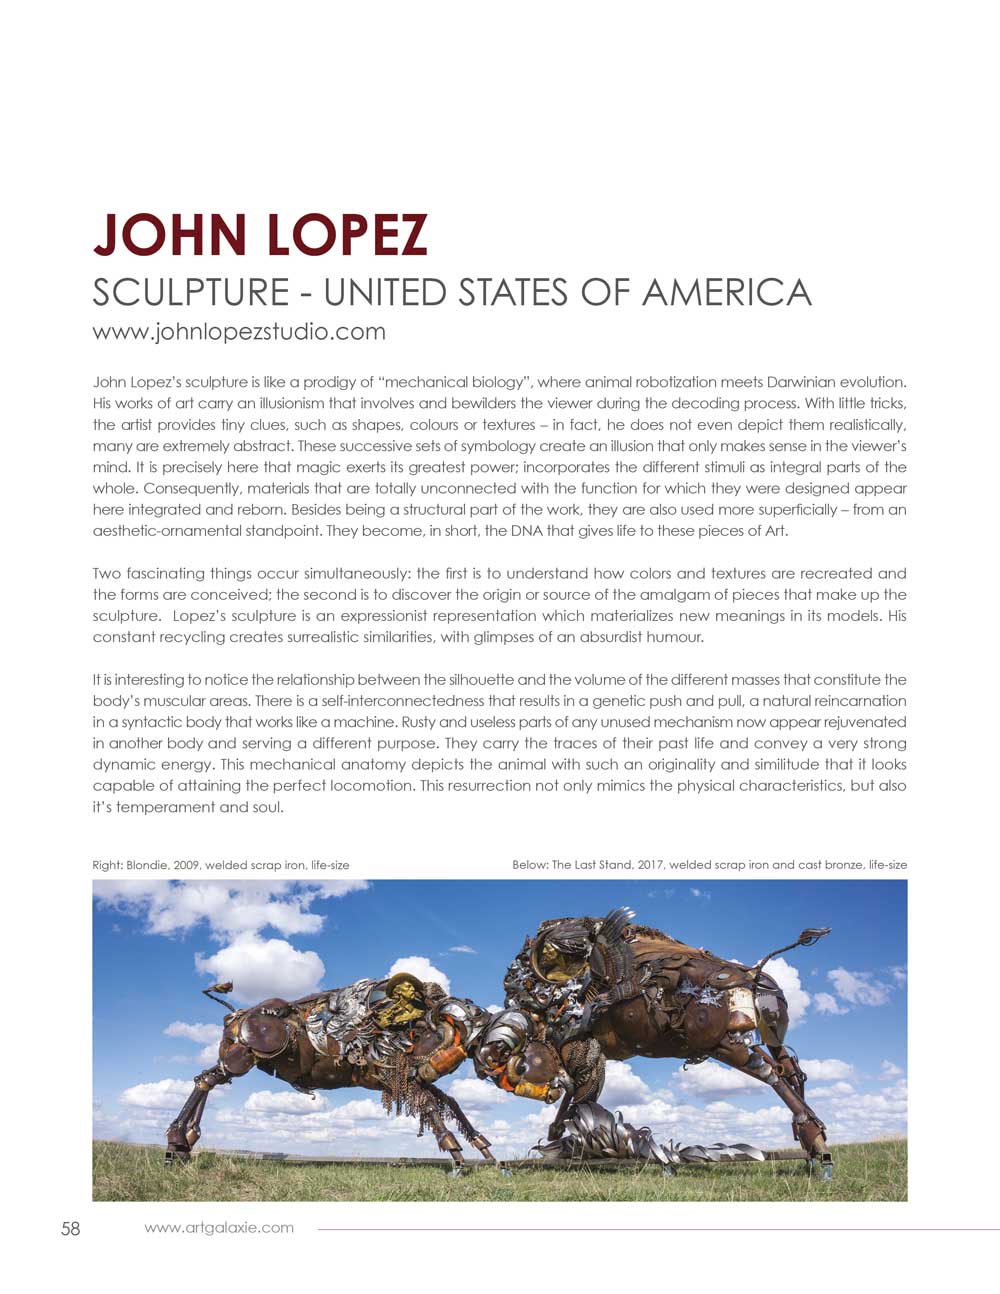 JOHN LOPEZ
SCULPTURE - UNITED STATES OF AMERICA
www.johnlopezstudio.com
John Lopez’s sculpture is like a prodigy of “mechanical biology”, where animal robotization meets Darwinian evolution.
His works of art carry an illusionism that involves and bewilders the viewer during the decoding process. With little tricks,
the artist provides tiny clues, such as shapes, colours or textures – in fact, he does not even depict them realistically,
many are extremely abstract. These successive sets of symbology create an illusion that only makes sense in the viewer’s
mind. It is precisely here that magic exerts its greatest power; incorporates the different stimuli as integral parts of the
whole. Consequently, materials that are totally unconnected with the function for which they were designed appear
here integrated and reborn. Besides being a structural part of the work, they are also used more superficially – from an
aesthetic-ornamental standpoint. They become, in short, the DNA that gives life to these pieces of Art.
Two fascinating things occur simultaneously: the first is to understand how colors and textures are recreated and
the forms are conceived; the second is to discover the origin or source of the amalgam of pieces that make up the
sculpture. Lopez’s sculpture is an expressionist representation which materializes new meanings in its models. His
constant recycling creates surrealistic similarities, with glimpses of an absurdist humour.
It is interesting to notice the relationship between the silhouette and the volume of the different masses that constitute the
body’s muscular areas. There is a self-interconnectedness that results in a genetic push and pull, a natural reincarnation
in a syntactic body that works like a machine. Rusty and useless parts of any unused mechanism now appear rejuvenated
in another body and serving a different purpose. They carry the traces of their past life and convey a very strong
dynamic energy. This mechanical anatomy depicts the animal with such an originality and similitude that it looks
capable of attaining the perfect locomotion. This resurrection not only mimics the physical characteristics, but also
it’s temperament and soul.
Right: Blondie, 2009, welded scrap iron, life-size
Below: The Last Stand, 2017, welded scrap iron and cast bronze, life-size
58
www.artgalaxie.com